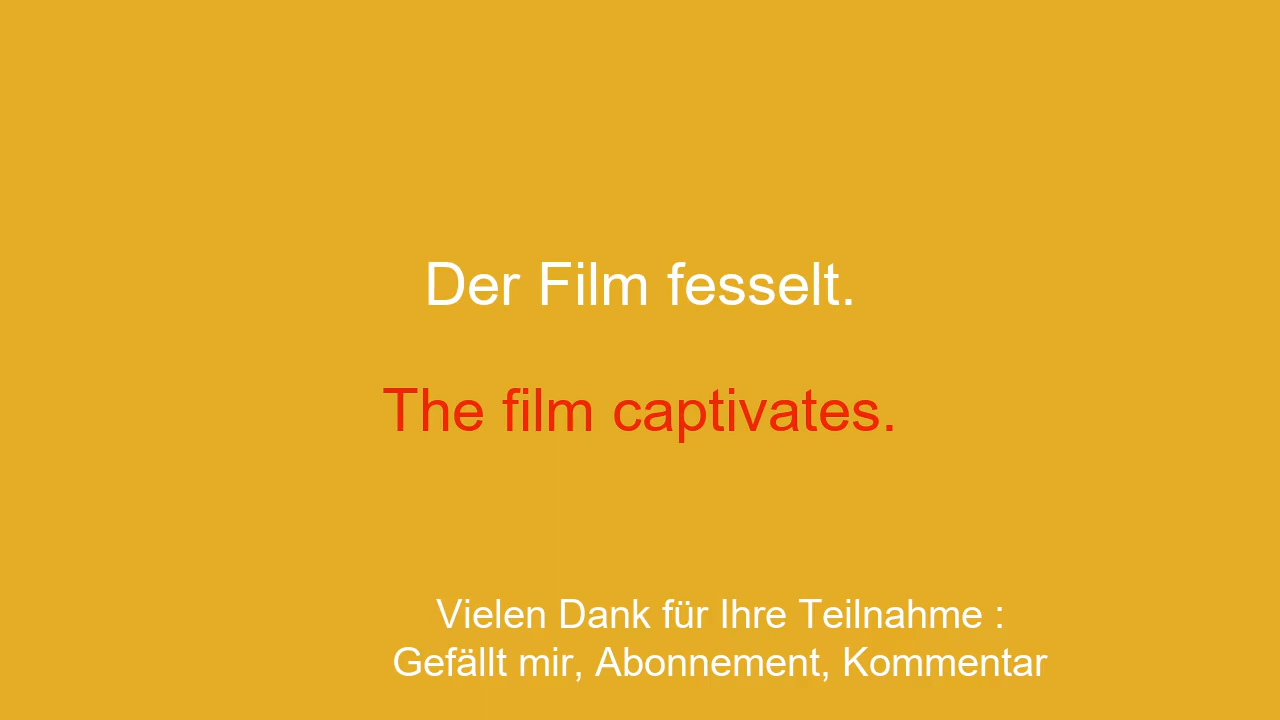 Der Film fesselt.
The film captivates.
Vielen Dank für Ihre Teilnahme :
Gefällt mir, Abonnement, Kommentar